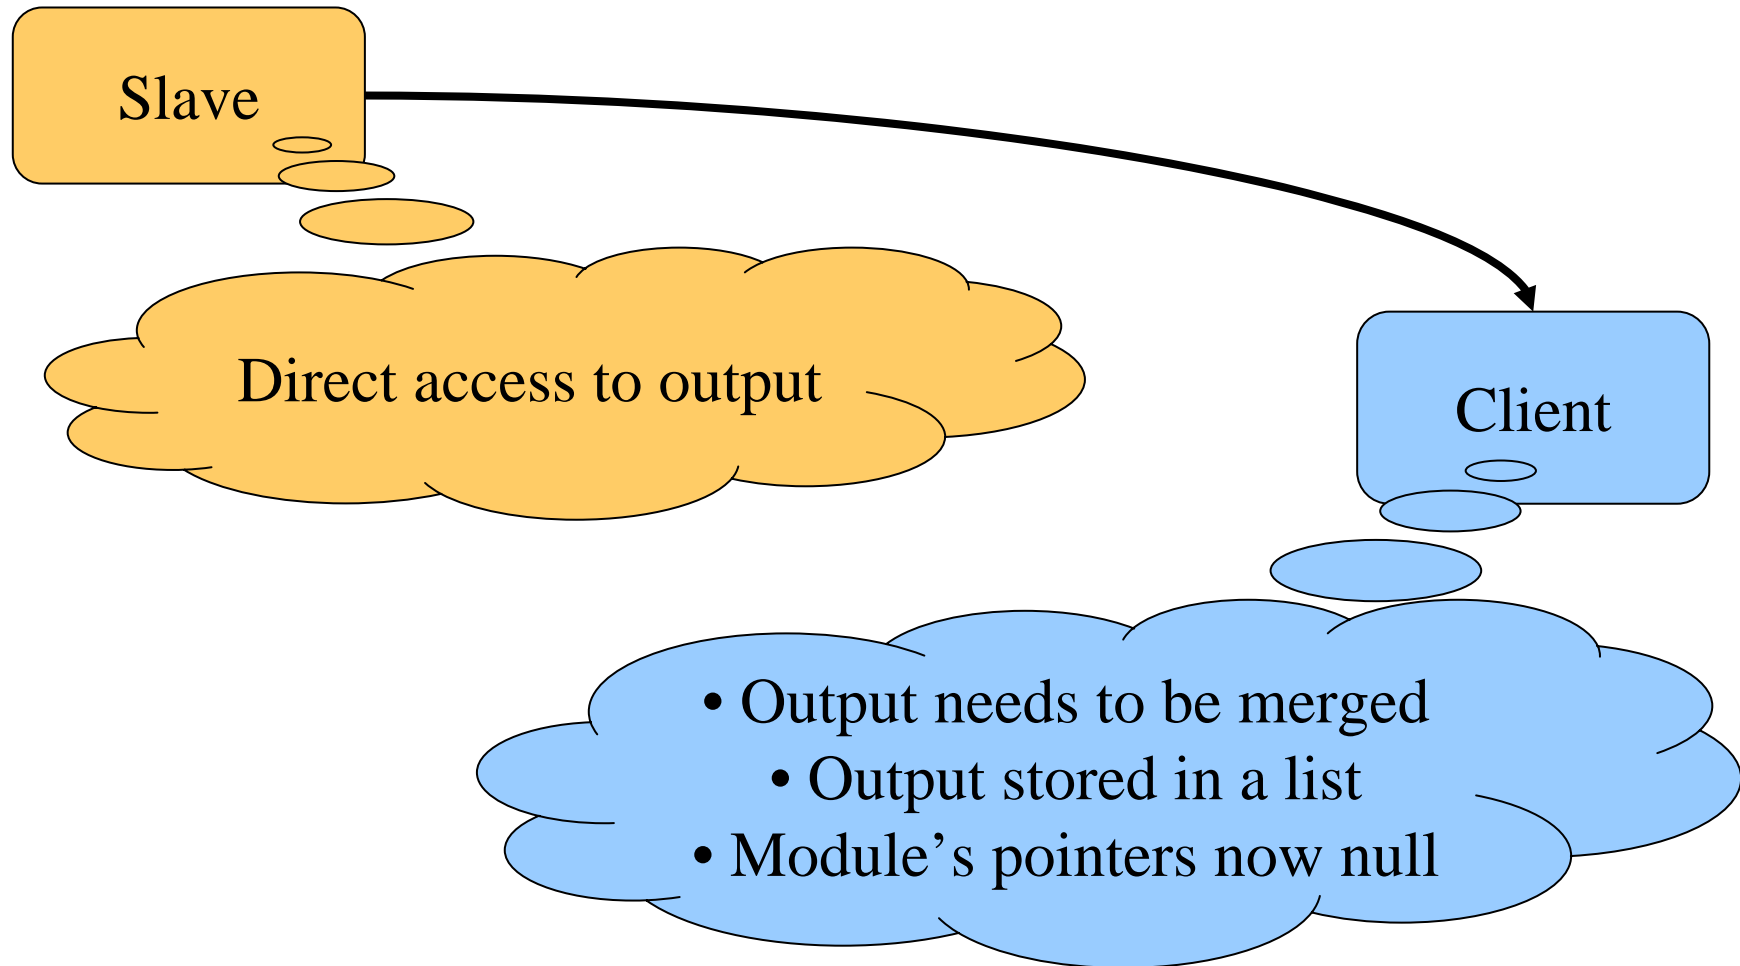 Slave
Direct access to output
Client
• Output needs to be merged
• Output stored in a list
• Module’s pointers now null